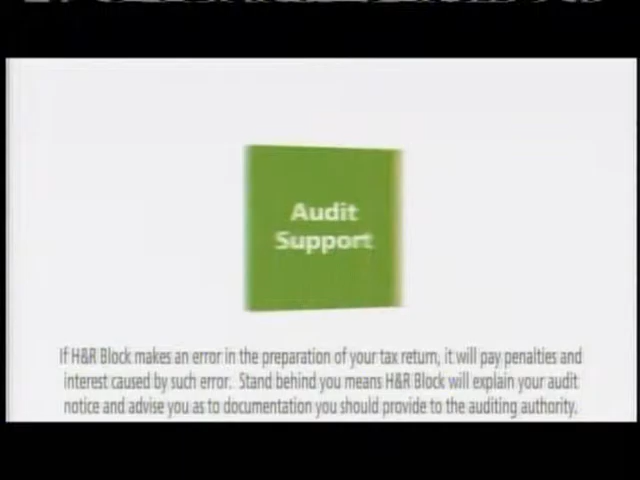 Audit
Support
If H&R Block makes an error in the preparation of your tax return, it will pay penalties and
interest caused by such error. Stand behind you means H&R Block will explain your audit
notice and advise you as to documentation you should provide to the auditing authority.